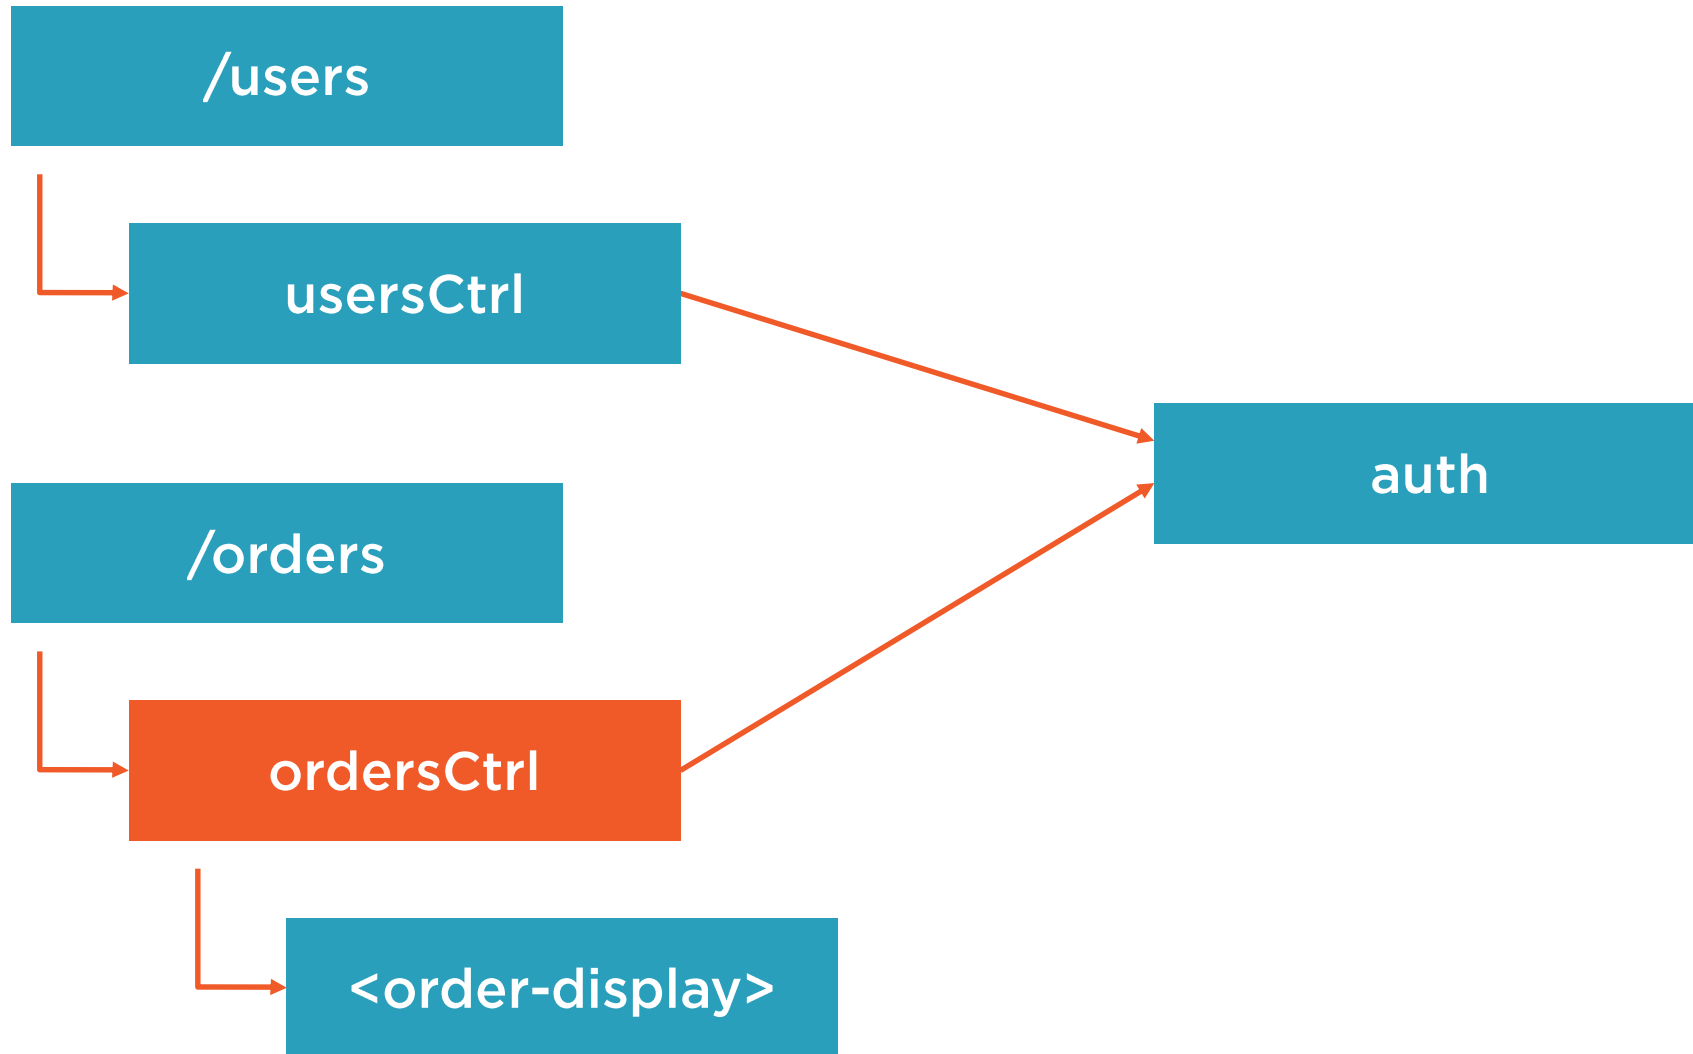 /users
usersCtrl
auth
/orders
ordersCtrl
<order-display>